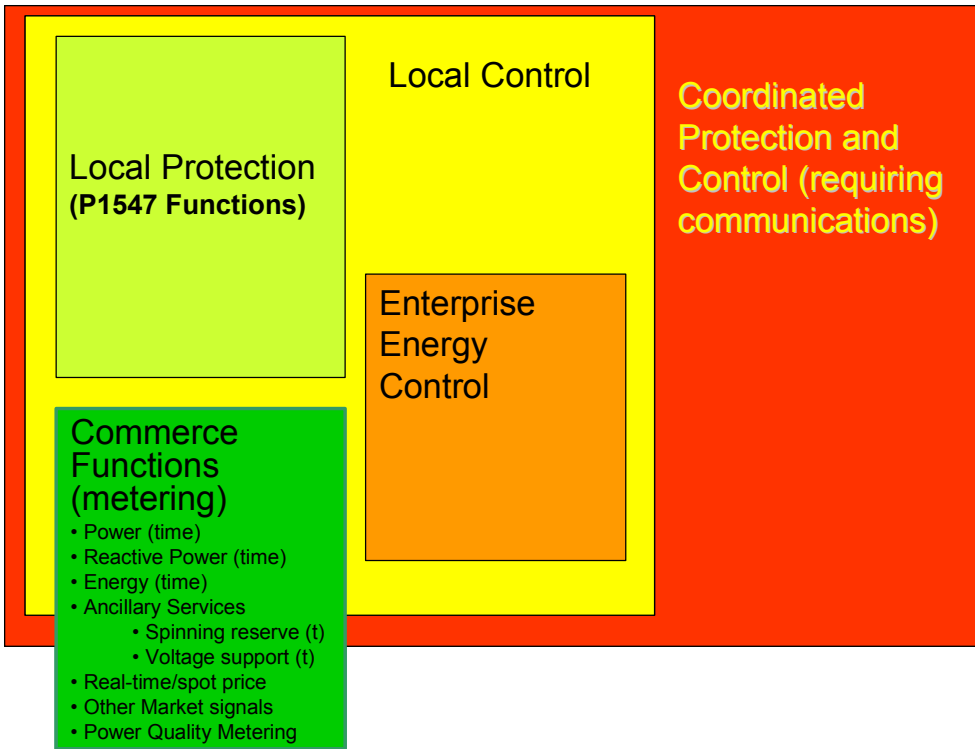 Local Control
Local Protection
(P1547 Functions)
Coordinated
Protection and
Control (requiring
communications)
Enterprise
Energy
Control
Commerce
Functions
(metering)
• Power (time)
• Reactive Power (time)
• Energy (time)
• Ancillary Services
• Spinning reserve (t)
• Voltage support (t)
• Real-time/spot price
• Other Market signals
• Power Quality Metering